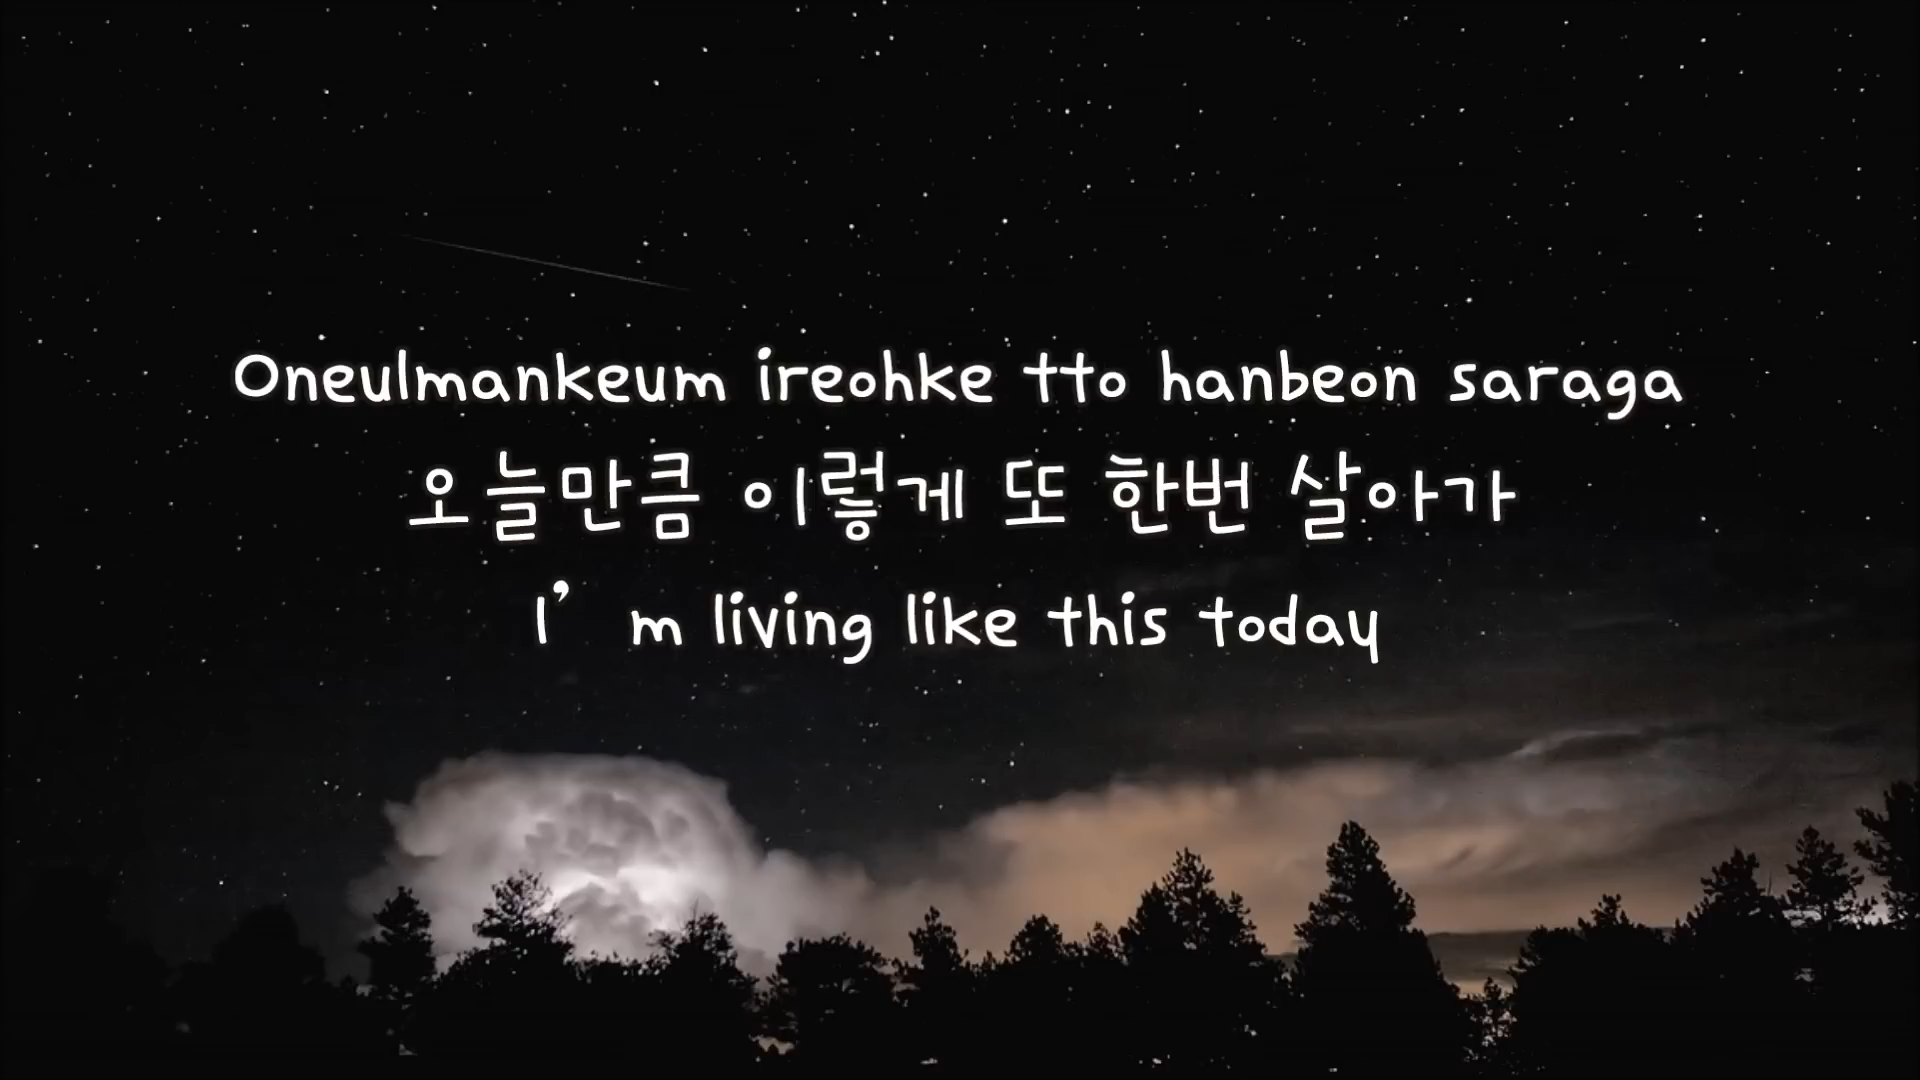 Oneulmankeum ireohke tto hanbeon saraga
오늘만큼 이렇게 또 한번 살아가
I’m living like this today